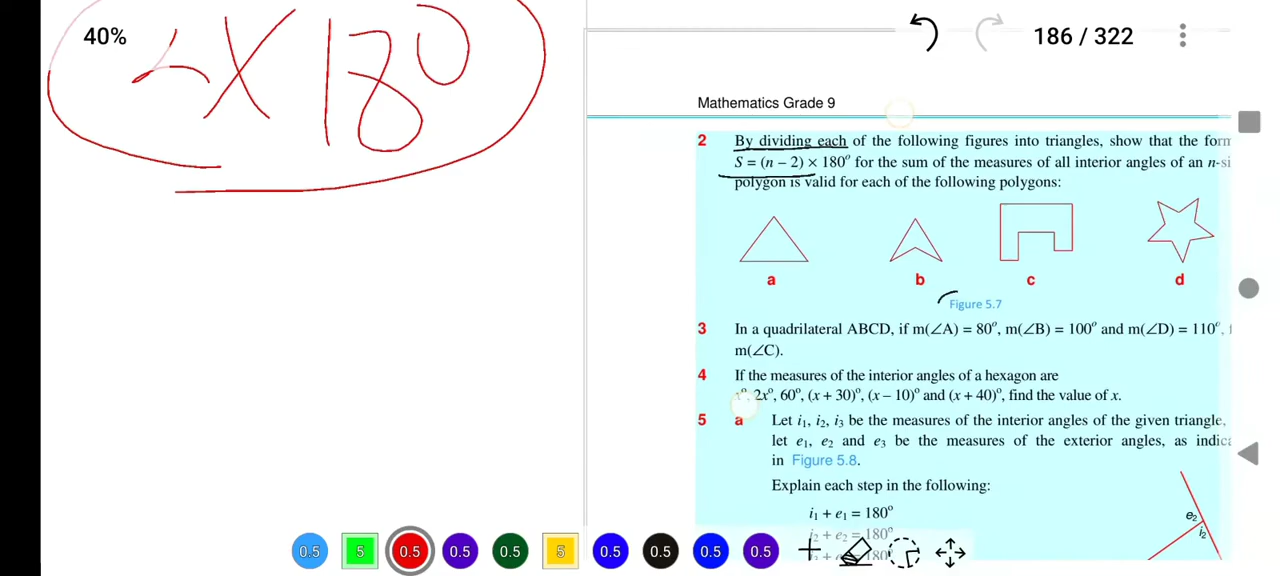 40%
186 / 322
X 180
Mathematics Grade 9
2 By dividing each of the following figures into triangles, show that the
S = (n – 2) × 180° for the sum of the measures of all interior angles of an
polygon is valid for each of the following polygons:
a b c d
Figure 5.7
3 In a quadrilateral ABCD, if m(∠A) = 80°, m(∠B) = 100° and m(∠D) = 110°,
m(∠C).
4 If the measures of the interior angles of a hexagon are
x°, 2x°, 60°, (x + 30)°, (x – 10)° and (x + 40)°, find the value of x.
5 a Let i₁, i₂, i₃ be the measures of the interior angles of the given triangle,
let e₁, e₂ and e₃ be the measures of the exterior angles, as
in Figure 5.8.
Explain each step in the following:
i₁ + e₁ = 180°
e₂
i₂
i₂ + e₂ = 180°
0.5 5 0.5 0.5 0.5 5 0.5 0.5 0.5 0.5